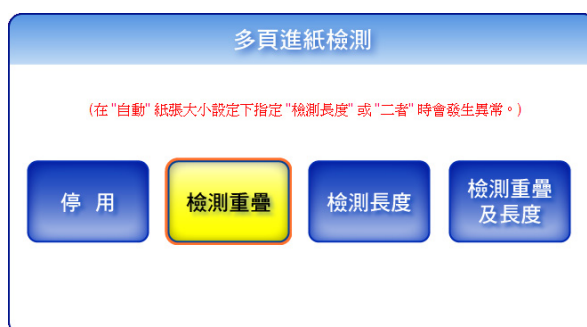 多頁進紙檢測
(在 "自動" 紙張大小設定下指定 "檢測長度" 或 "二者" 時會發生異常。)
停 用
檢測重疊
檢測長度
檢測重疊
及長度